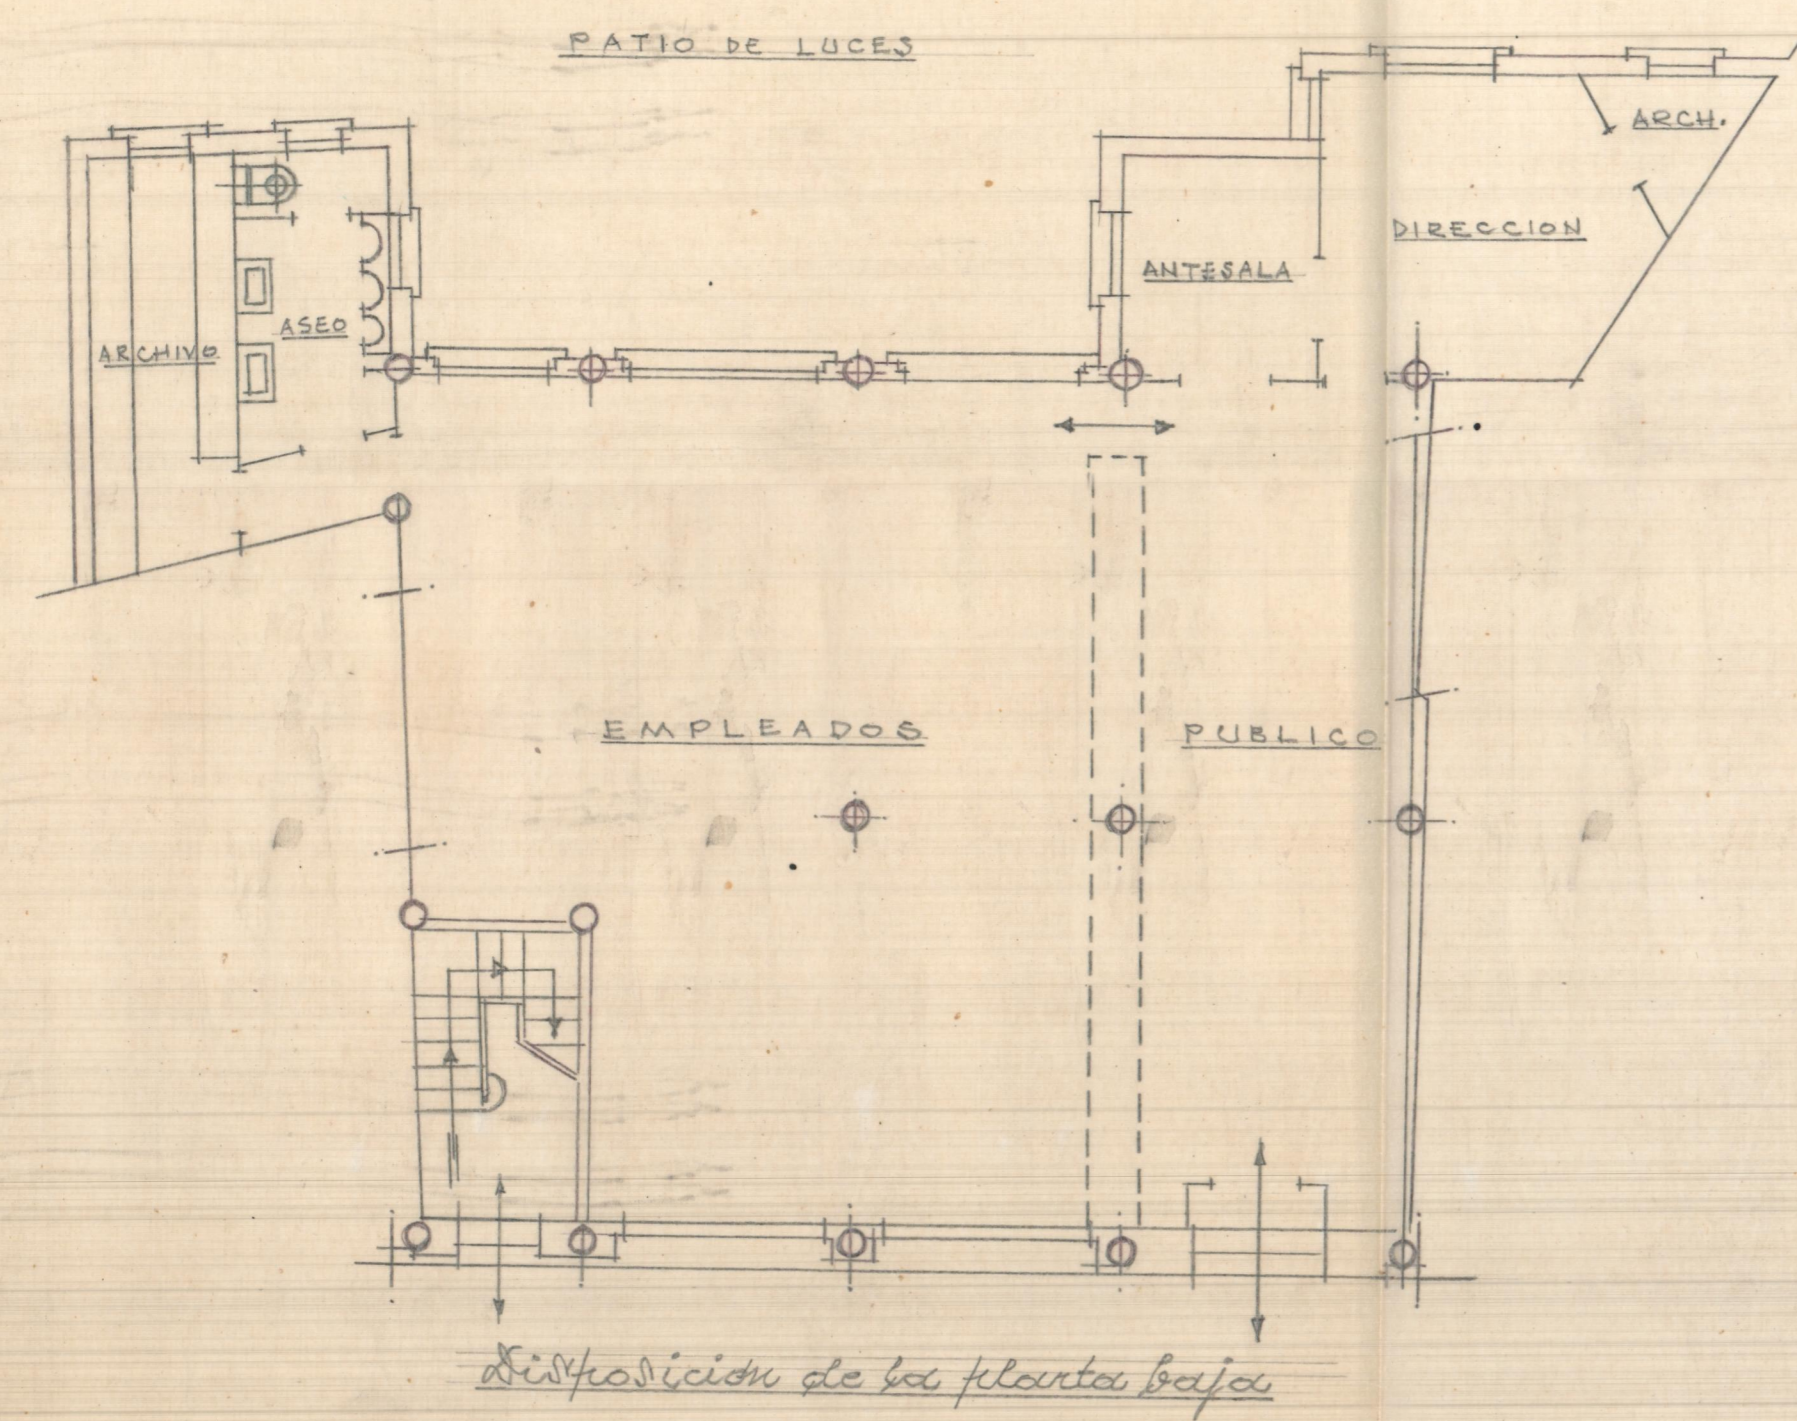 PATIO DE LUCES
ARCH.
DIRECCION
ANTESALA
ASEO
ARCHIVO
EMPLEADOS
PUBLICO
Disposición de la planta baja